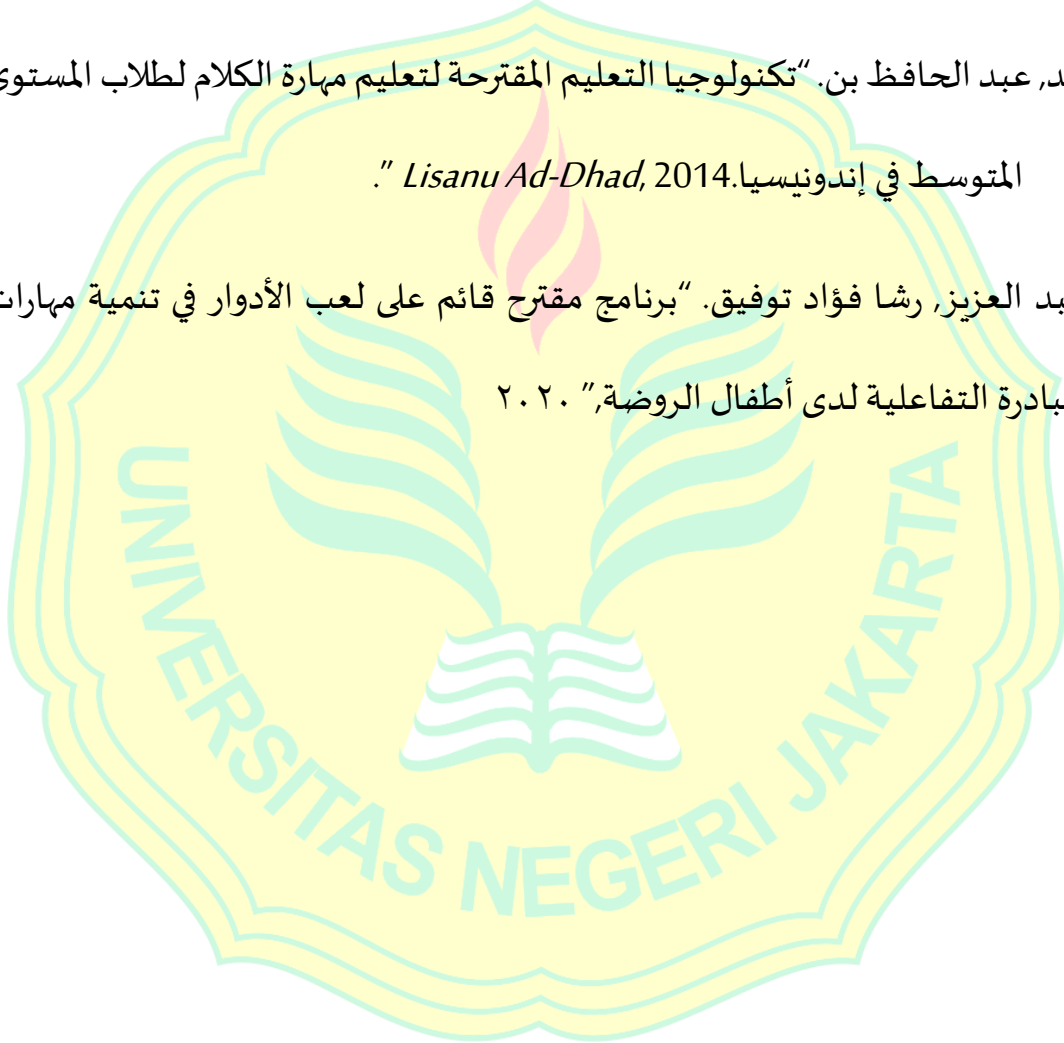 عبد الحافظ بن. “تكنولوجيا التعليم المقترحة لتعليم مهارة الكلام لطلاب المستوى
المتوسط في إندونيسيا.” Lisanu Ad-Dhad, 2014.
العزيز, رشا فؤاد توفيق. “برنامج مقترح قائم على لعب الأدوار في تنمية مهارات
التفاعلية لدى أطفال الروضة,” ٢٠٢٠
UNIVERSITAS NEGERI JAKARTA